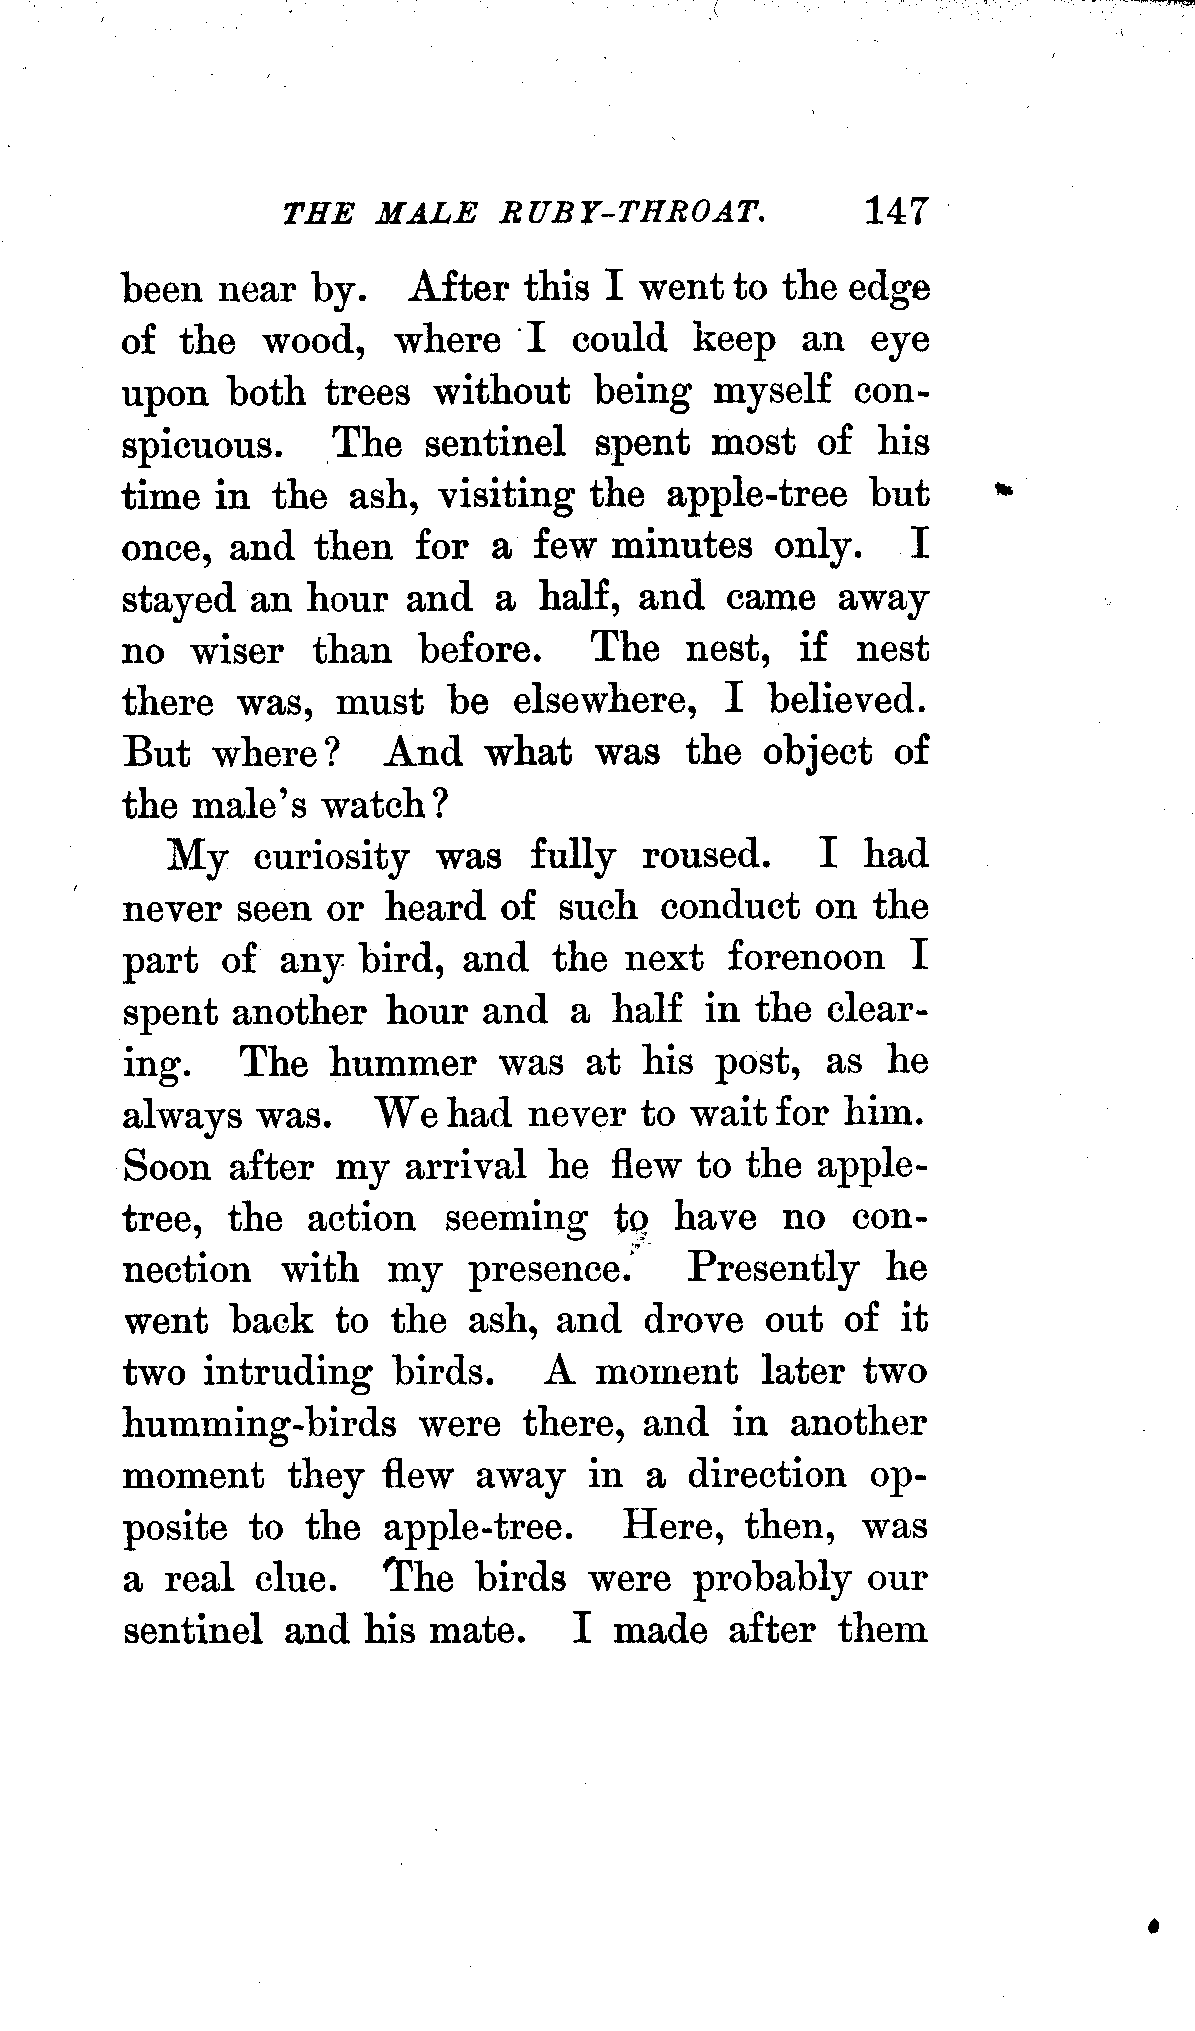 THE MALE RUBY-THROAT. 147
been near by. After this I went to the edge
of the wood, where I could keep an eye
upon both trees without being myself con-
spicuous. The sentinel spent most of his
time in the ash, visiting the apple-tree but
once, and then for a few minutes only. I
stayed an hour and a half, and came away
no wiser than before. The nest, if nest
there was, must be elsewhere, I believed.
But where? And what was the object of
the male's watch?
My curiosity was fully roused. I had
never seen or heard of such conduct on the
part of any bird, and the next forenoon I
spent another hour and a half in the clear-
ing. The hummer was at his post, as he
always was. We had never to wait for him.
Soon after my arrival he flew to the apple-
tree, the action seeming to have no con-
nection with my presence. Presently he
went back to the ash, and drove out of it
two intruding birds. A moment later two
humming-birds were there, and in another
moment they flew away in a direction op-
posite to the apple-tree. Here, then, was
a real clue. The birds were probably our
sentinel and his mate. I made after them